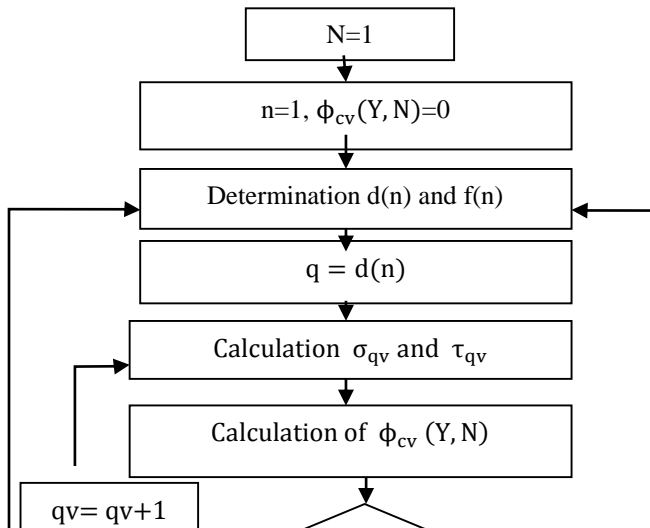 N=1
n=1, ϕcv(Y, N)=0
Determination d(n) and f(n)
q = d(n)
Calculation σqv and τqv
Calculation of ϕcv (Y, N)
qv= qv+1